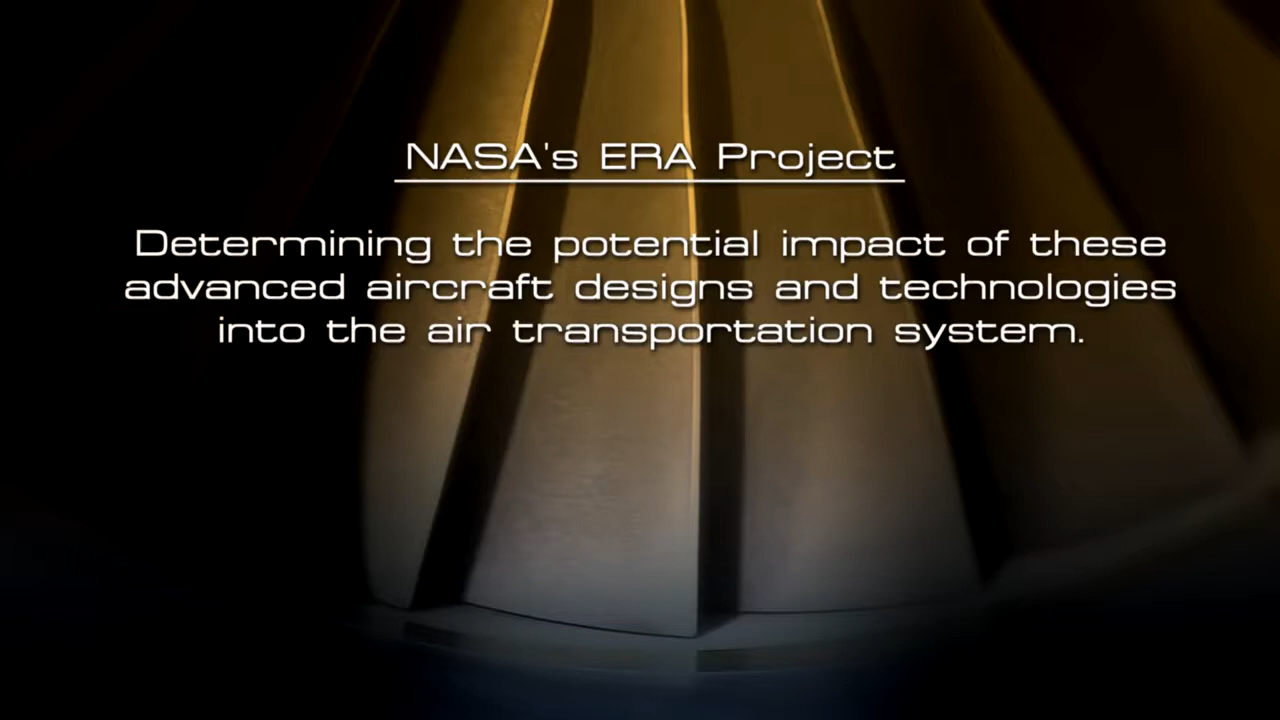 NASA's ERA Project
Determining the potential impact of these
advanced aircraft designs and technologies
into the air transportation system.